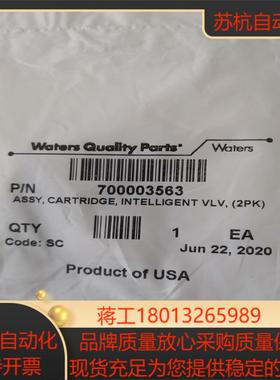 苏杭自动化
Waters Quality Parts
Waters
P/N 700003563
ASSY, CARTRIDGE, INTELLIGENT VLV, (2PK)
QTY 1 EA
Code: SC Jun 22, 2020
Product of USA
蒋工18013265989
自动化 品牌质量放心采购质量保
开票 现货充足为您提供